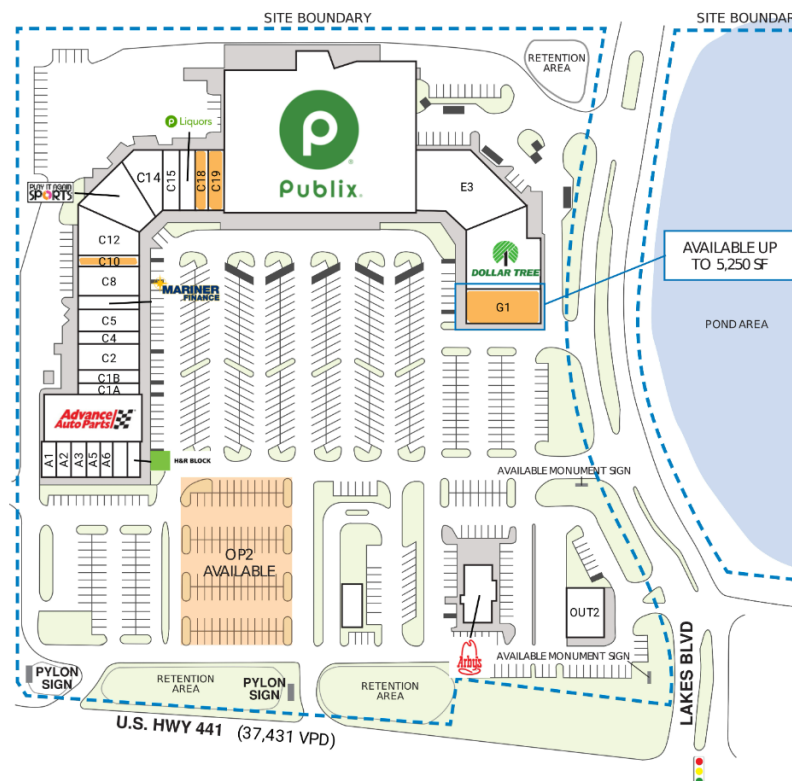 SITE BOUNDARY
SITE BOUNDAR
RETENTION
AREA
P
Liquors
P
Publix.
PLAY IT AGAIN
SPORTS
C14
C15
C18
C19
E3
C12
C10
C8
DOLLAR TREE
AVAILABLE UP
TO 5,250 SF
MARINER
FINANCE
G1
C5
C4
C2
POND AREA
C1B
C1A
Advance
Auto Parts
A1
A2
A3
A5
A6
H&R BLOCK
AVAILABLE MONUMENT SIGN
OP2
AVAILABLE
OUT2
Arby's
AVAILABLE MONUMENT SIGN
PYLON
SIGN
RETENTION
AREA
PYLON
SIGN
RETENTION
AREA
LAKES BLVD
U.S. HWY 441 (37,431 VPD)